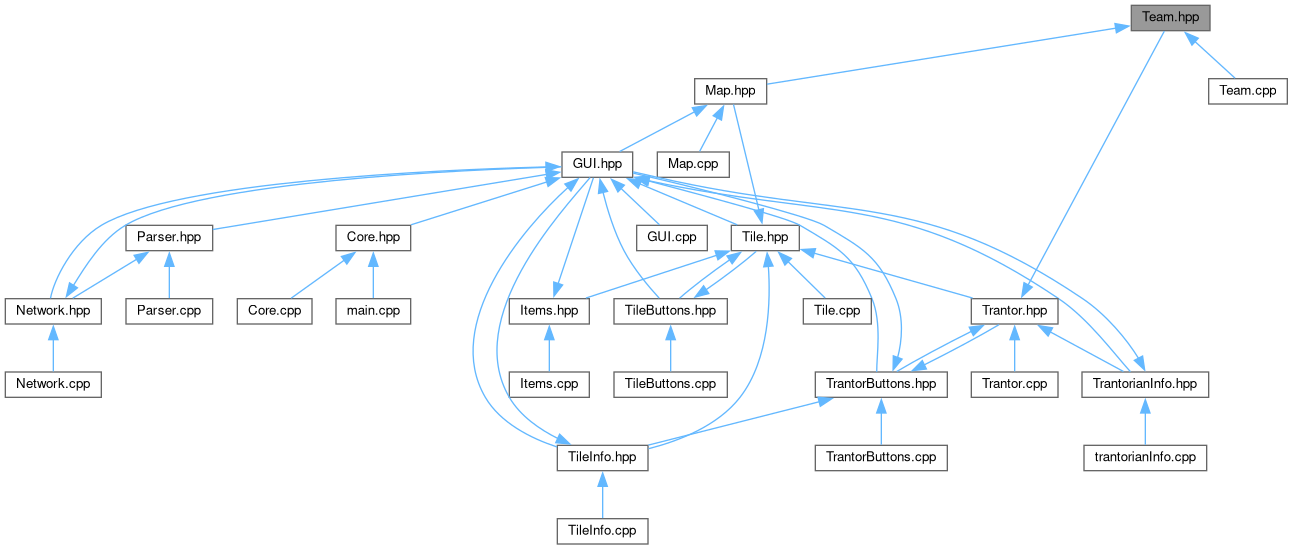 Team.hpp
Map.hpp
Team.cpp
GUI.hpp
Map.cpp
Parser.hpp
Core.hpp
GUI.cpp
Tile.hpp
Network.hpp
Parser.cpp
Core.cpp
main.cpp
Items.hpp
TileButtons.hpp
Tile.cpp
Trantor.hpp
Network.cpp
Items.cpp
TileButtons.cpp
TrantorButtons.hpp
Trantor.cpp
TrantorianInfo.hpp
TileInfo.hpp
TrantorButtons.cpp
trantorianInfo.cpp
TileInfo.cpp